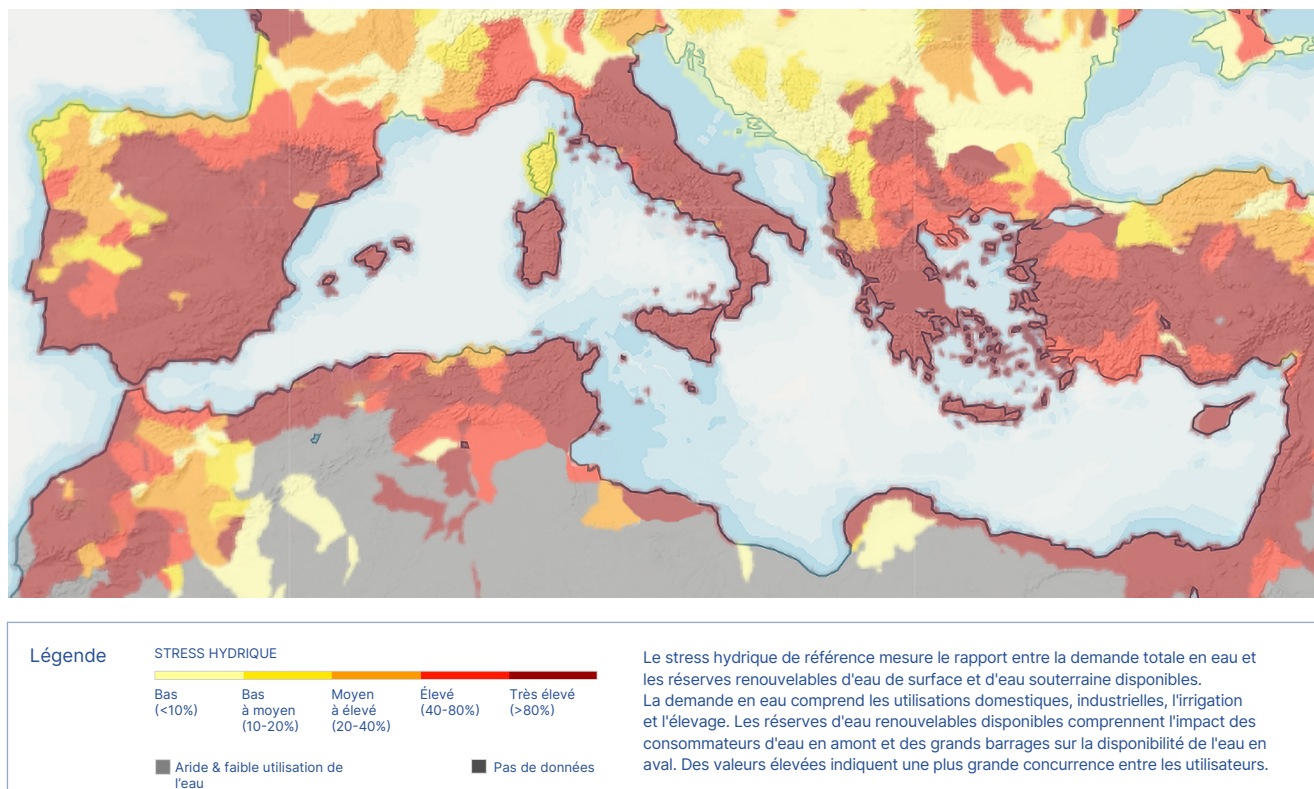 Légende
STRESS HYDRIQUE
Bas
(<10%)
Bas
à moyen
(10-20%)
Moyen
à élevé
(20-40%)
Élevé
(40-80%)
Très élevé
(>80%)
Aride & faible utilisation de
l'eau
Pas de données
Le stress hydrique de référence mesure le rapport entre la demande totale en eau et
les réserves renouvelables d'eau de surface et d'eau souterraine disponibles.
La demande en eau comprend les utilisations domestiques, industrielles, l'irrigation
et l'élevage. Les réserves d'eau renouvelables disponibles comprennent l'impact des
consommateurs d'eau en amont et des grands barrages sur la disponibilité de l'eau en
aval. Des valeurs élevées indiquent une plus grande concurrence entre les utilisateurs.